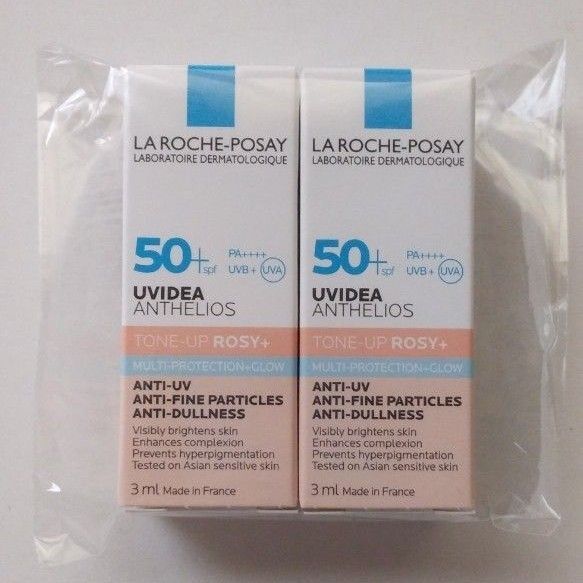 LA ROCHE-POSAY
LABORATOIRE DERMATOLOGIQUE
50+ spf
PA++++
UVB + UVA
UVIDEA
ANTHELIOS
TONE-UP ROSY+
MULTI-PROTECTION+GLOW
ANTI-UV
ANTI-FINE PARTICLES
ANTI-DULLNESS
Visibly brightens skin
Enhances complexion
Prevents hyperpigmentation
Tested on Asian sensitive skin
3 ml Made in France
LA ROCHE-POSAY
LABORATOIRE DERMATOLOGIQUE
50+ spf
PA++++
UVB + UVA
UVIDEA
ANTHELIOS
TONE-UP ROSY+
MULTI-PROTECTION+GLOW
ANTI-UV
ANTI-FINE PARTICLES
ANTI-DULLNESS
Visibly brightens skin
Enhances complexion
Prevents hyperpigmentation
Tested on Asian sensitive skin
3 ml Made in France